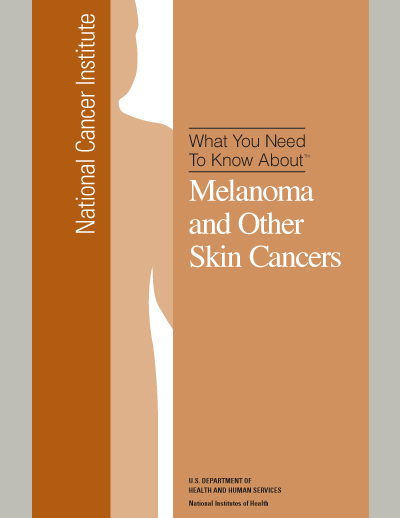 National Cancer Institute
What You Need
To Know About™
Melanoma
and Other
Skin Cancers
U.S. DEPARTMENT OF
HEALTH AND HUMAN SERVICES
National Institutes of Health